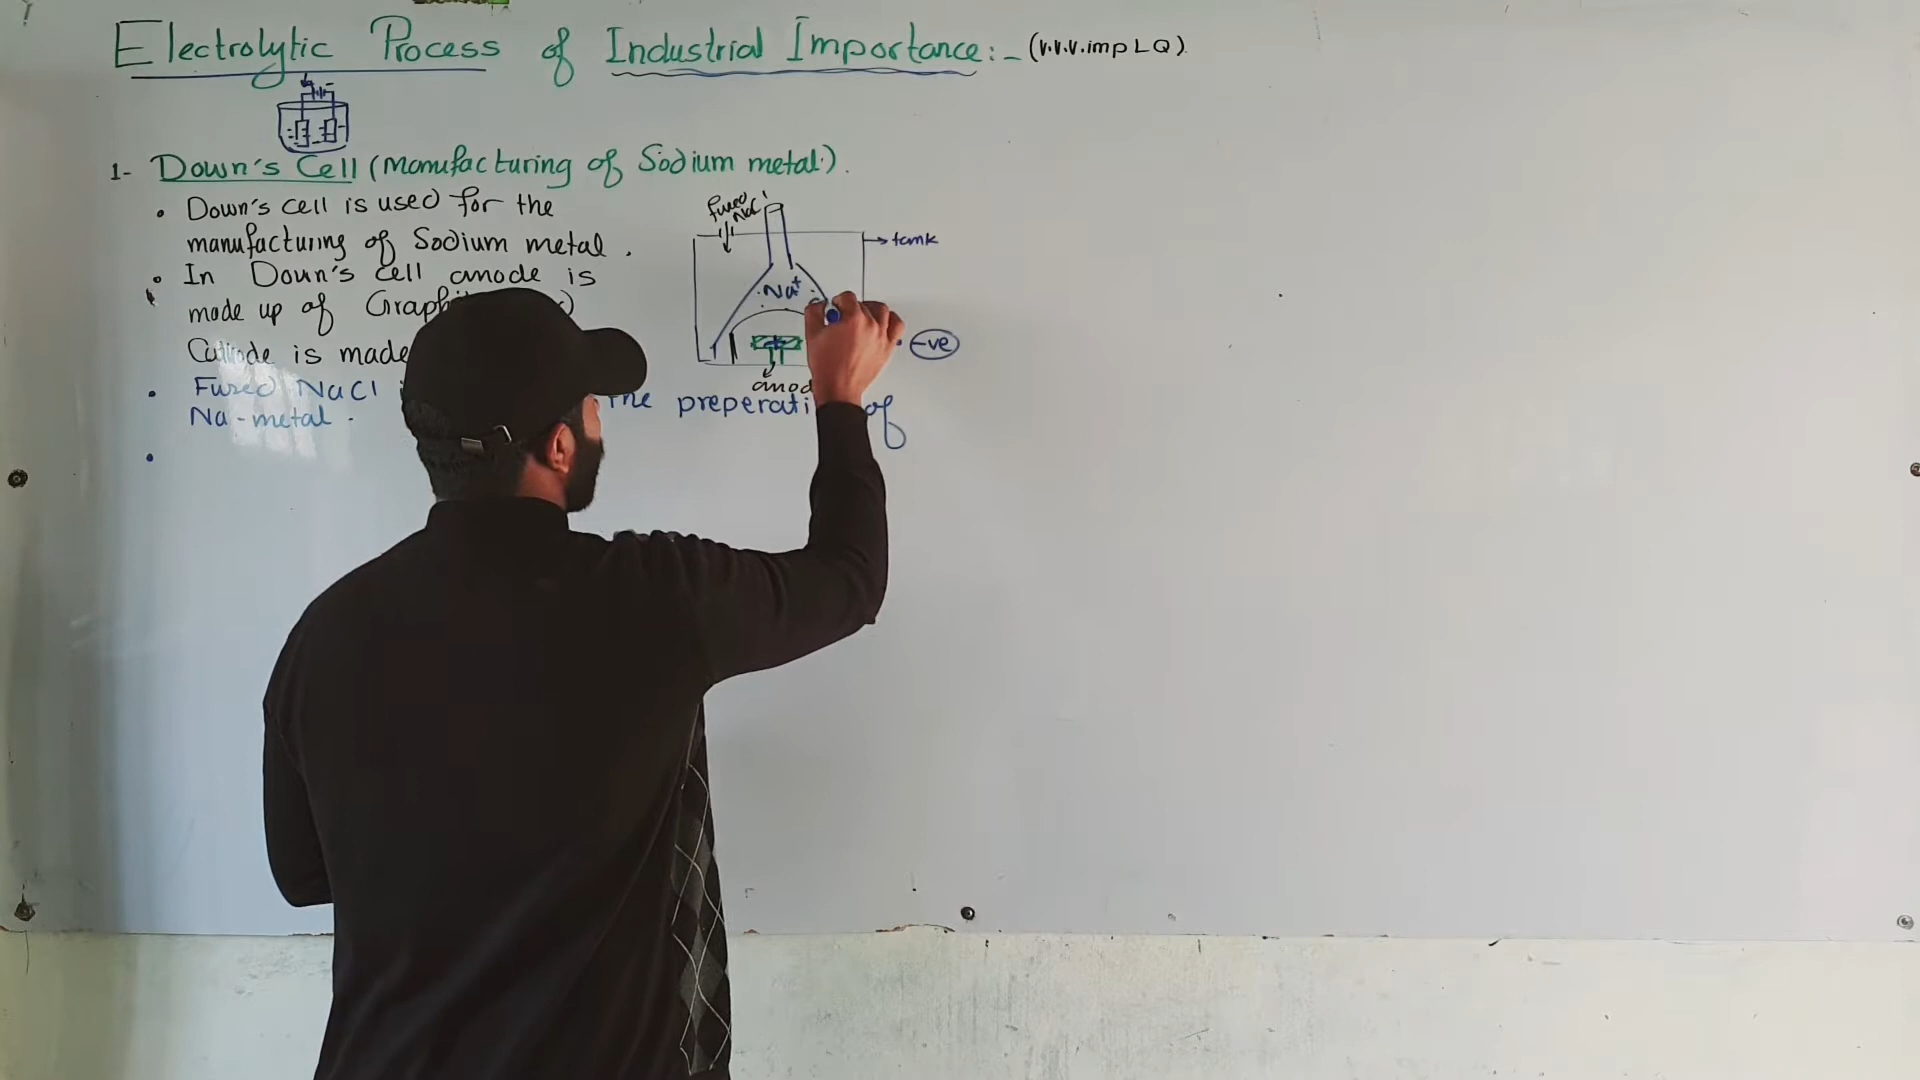 Electrolytic Process of Industrial Importance:- (v.v.v.imp LQ)
1- Down's Cell (Manufacturing of Sodium metal).
• Down's cell is used for the
manufacturing of Sodium metal.
• In Down's cell anode is
made up of
Cathode is made
• Fused NaCl
the preperati of
Na-metal.
•
fused
NaCl
tank
Na+
-ve
anod